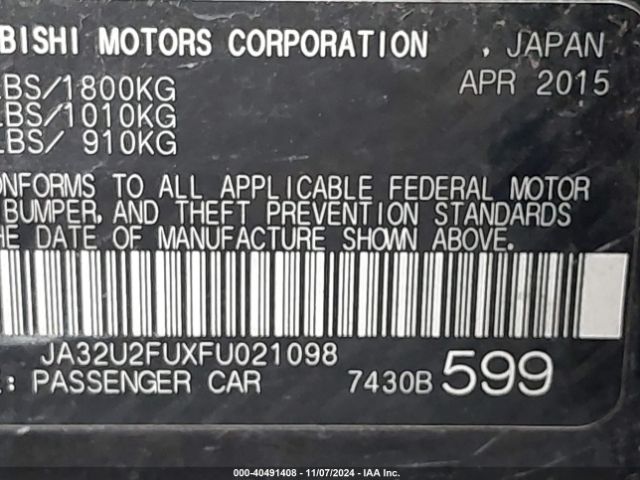 BISHI MOTORS CORPORATION , JAPAN
APR 2015
LBS/1800KG
LBS/1010KG
LBS/ 910KG
ONFORMS TO ALL APPLICABLE FEDERAL MOTOR
BUMPER, AND THEFT PREVENTION STANDARDS
HE DATE OF MANUFACTURE SHOWN ABOVE.
JA32U2FUXFU021098
E: PASSENGER CAR 7430B 599
000-40491408 - 11/07/2024 - IAA Inc.